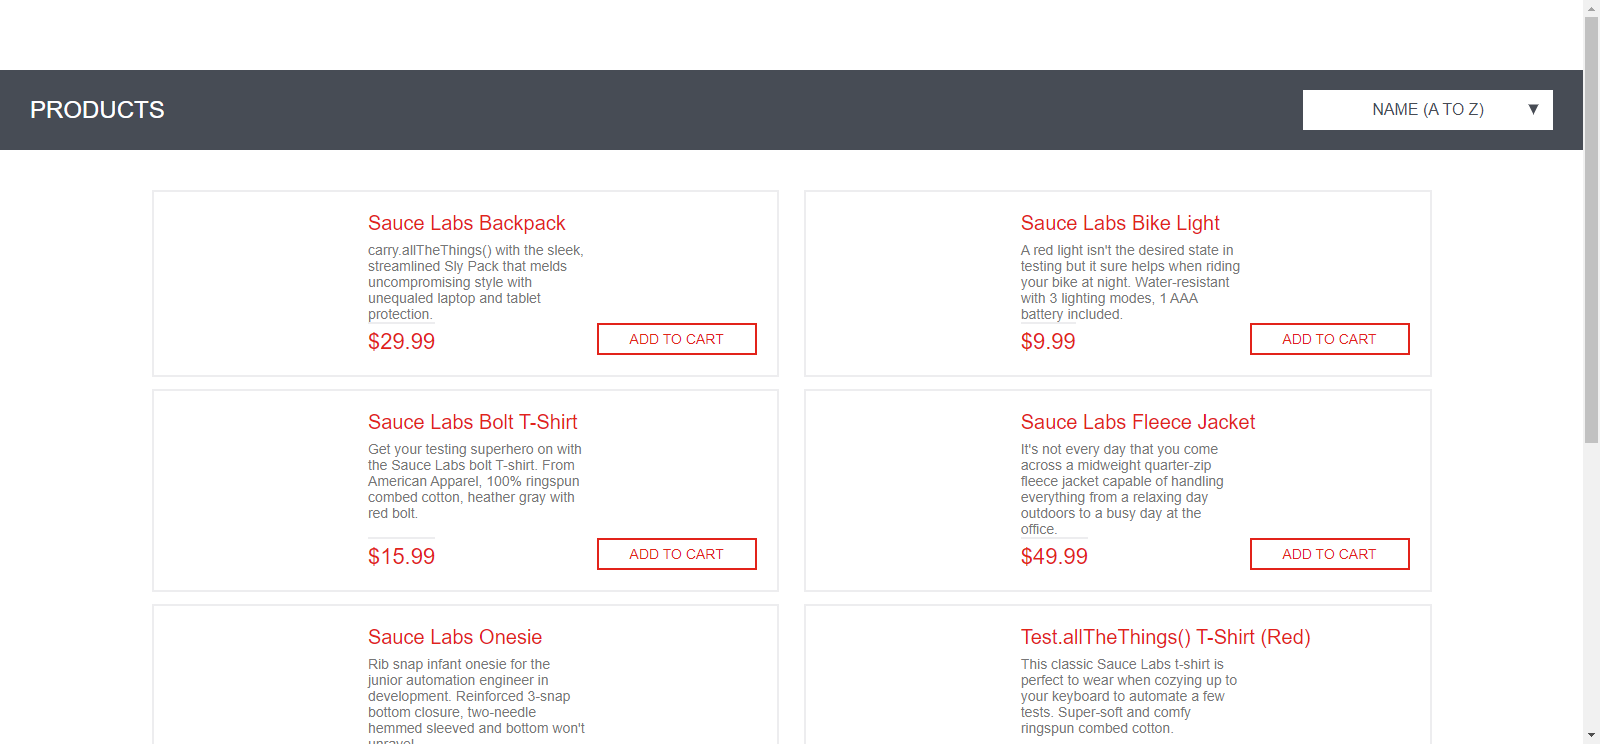 PRODUCTS
NAME (A TO Z) ▼
Sauce Labs Backpack
carry.allTheThings() with the sleek,
streamlined Sly Pack that melds
uncompromising style with
unequaled laptop and tablet
protection.
$29.99
ADD TO CART
Sauce Labs Bike Light
A red light isn't the desired state in
testing but it sure helps when riding
your bike at night. Water-resistant
with 3 lighting modes, 1 AAA
battery included.
$9.99
ADD TO CART
Sauce Labs Bolt T-Shirt
Get your testing superhero on with
the Sauce Labs bolt T-shirt. From
American Apparel, 100% ringspun
combed cotton, heather gray with
red bolt.
$15.99
ADD TO CART
Sauce Labs Fleece Jacket
It's not every day that you come
across a midweight quarter-zip
fleece jacket capable of handling
everything from a relaxing day
outdoors to a busy day at the
office.
$49.99
ADD TO CART
Sauce Labs Onesie
Rib snap infant onesie for the
junior automation engineer in
development. Reinforced 3-snap
bottom closure, two-needle
hemmed sleeved and bottom won't
unravel.
Test.allTheThings() T-Shirt (Red)
This classic Sauce Labs t-shirt is
perfect to wear when cozying up to
your keyboard to automate a few
tests. Super-soft and comfy
ringspun combed cotton.